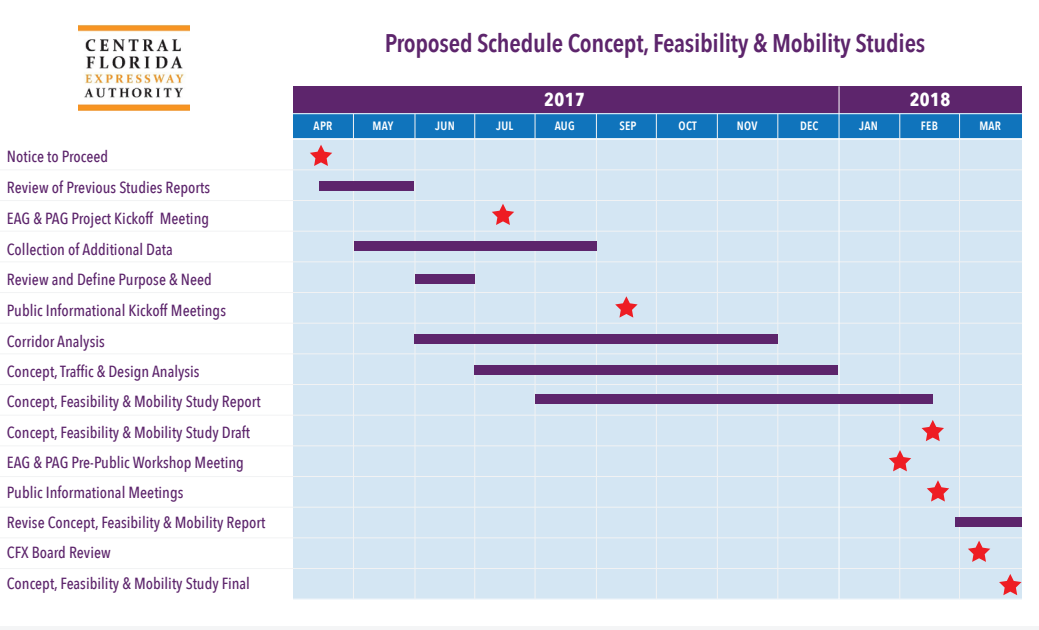 CENTRAL
FLORIDA
EXPRESSWAY
AUTHORITY
Proposed Schedule Concept, Feasibility & Mobility Studies
2017 2018
APR MAY JUN JUL AUG SEP OCT NOV DEC JAN FEB MAR
Notice to Proceed
Review of Previous Studies Reports
EAG & PAG Project Kickoff Meeting
Collection of Additional Data
Review and Define Purpose & Need
Public Informational Kickoff Meetings
Corridor Analysis
Concept, Traffic & Design Analysis
Concept, Feasibility & Mobility Study Report
Concept, Feasibility & Mobility Study Draft
EAG & PAG Pre-Public Workshop Meeting
Public Informational Meetings
Revise Concept, Feasibility & Mobility Report
CFX Board Review
Concept, Feasibility & Mobility Study Final